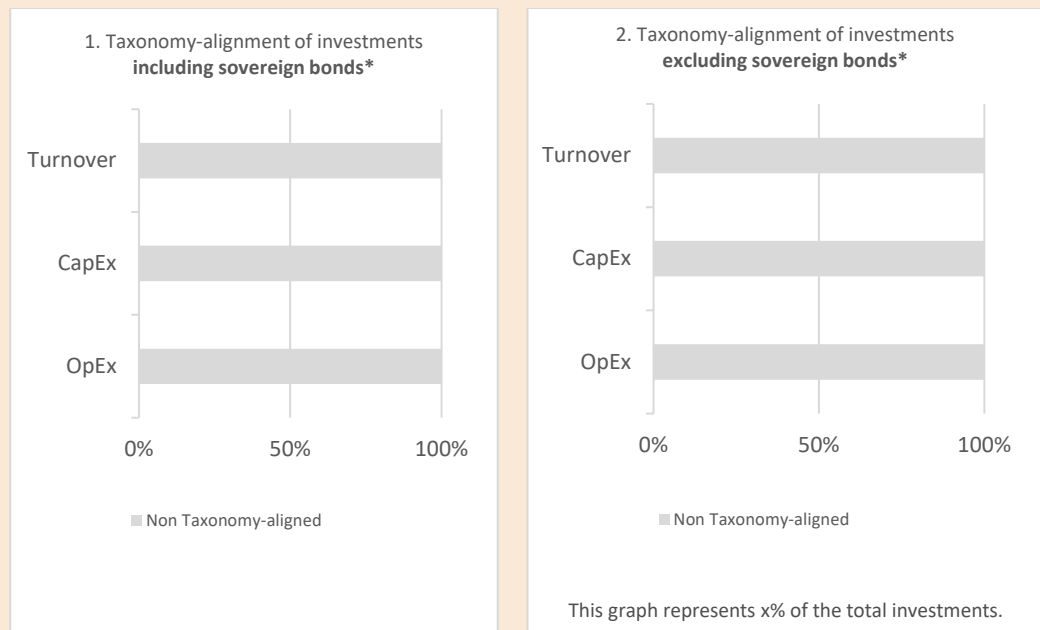 1. Taxonomy-alignment of investments
including sovereign bonds*
Turnover
CapEx
OpEx
0% 50% 100%
Non Taxonomy-aligned
2. Taxonomy-alignment of investments
excluding sovereign bonds*
Turnover
CapEx
OpEx
0% 50% 100%
Non Taxonomy-aligned
This graph represents x% of the total investments.